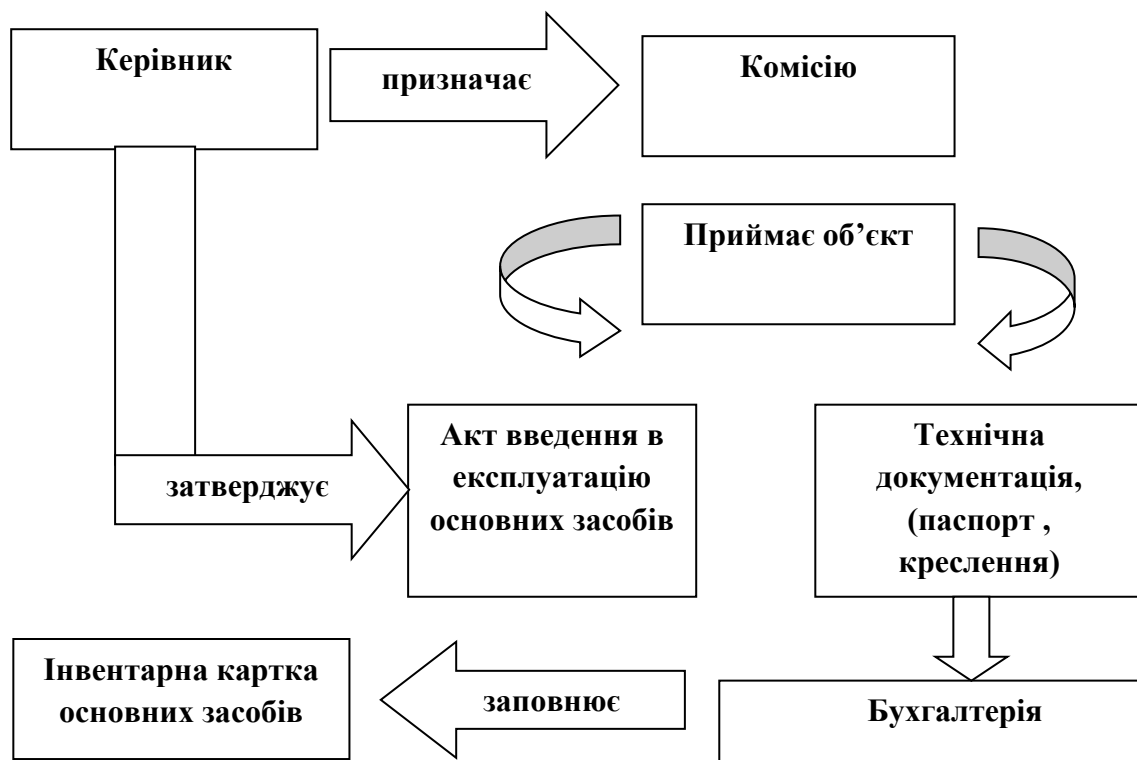 Керівник
призначає
Комісію
Приймає об’єкт
затверджує
Акт введення в
експлуатацію
основних засобів
Технічна
документація,
(паспорт ,
креслення)
Інвентарна картка
основних засобів
заповнює
Бухгалтерія